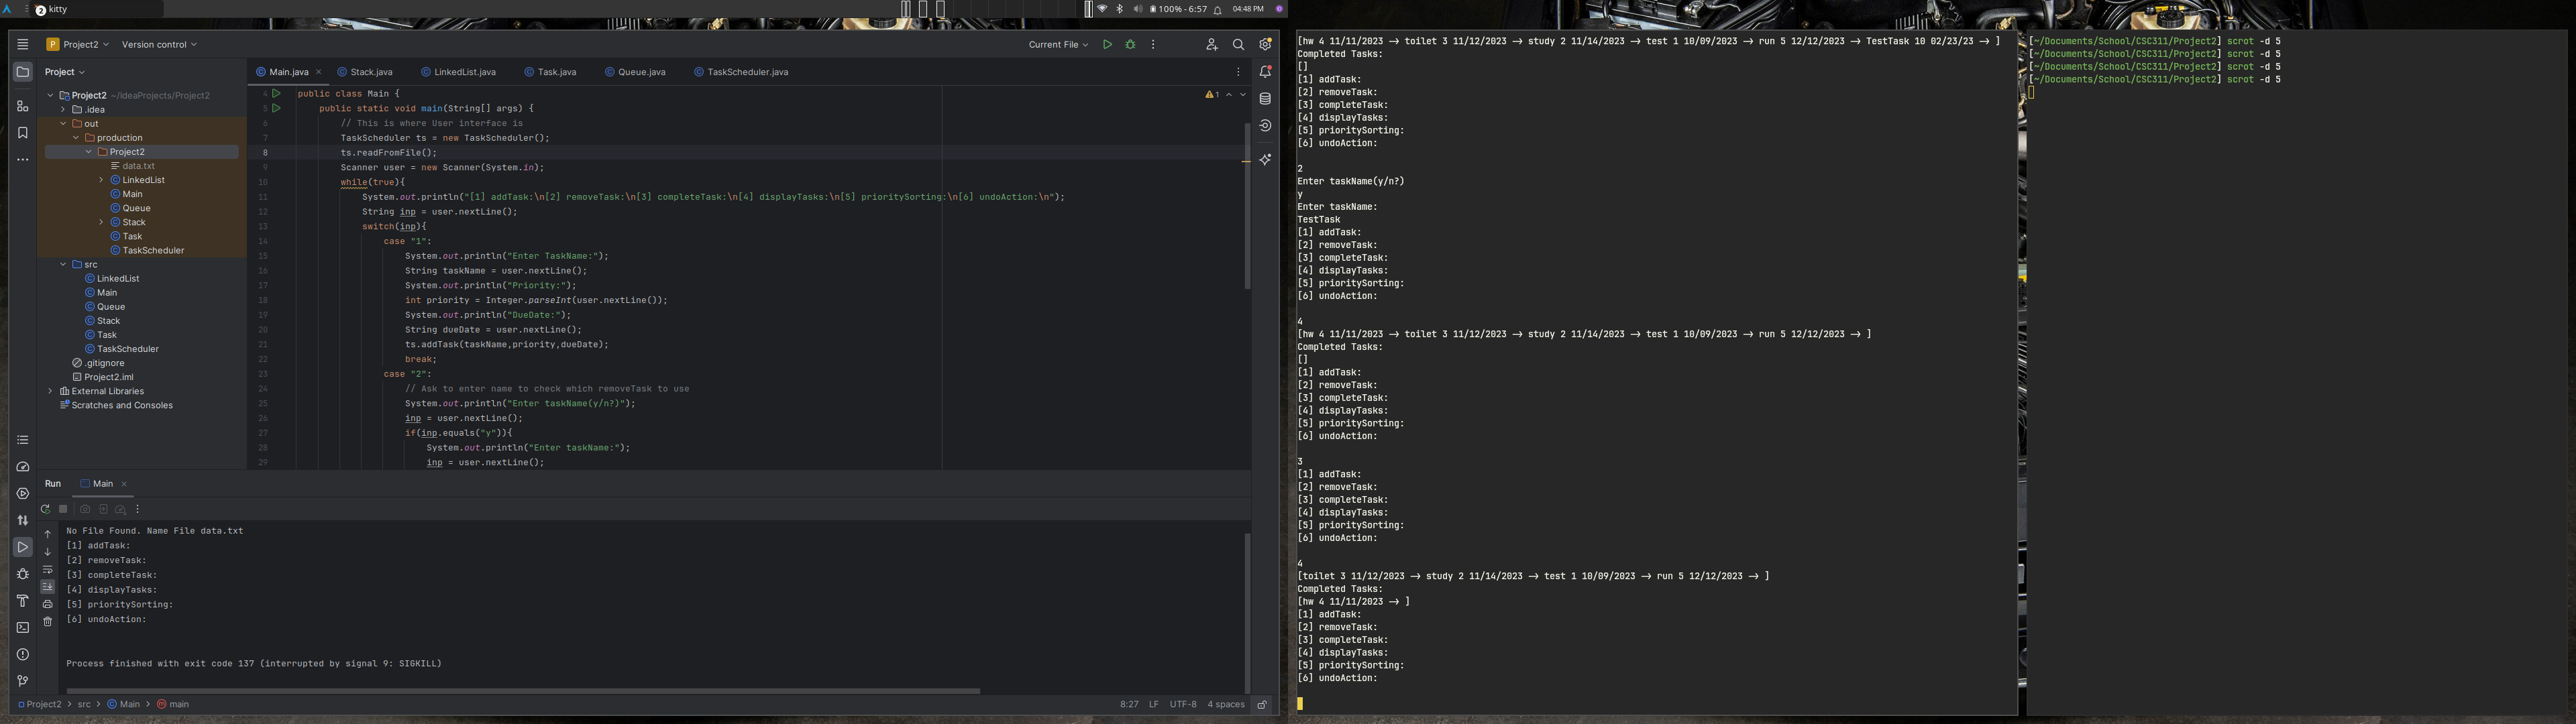 2 kitty
100% - 6:57 04:48 PM
P Project2 Version control
Current File
Project
Main.java Stack.java LinkedList.java Task.java Queue.java TaskScheduler.java
Project2 ~/IdeaProjects/Project2
.idea
out
production
Project2
data.txt
LinkedList
Main
Queue
Stack
Task
TaskScheduler
src
LinkedList
Main
Queue
Stack
Task
TaskScheduler
.gitignore
Project2.iml
External Libraries
Scratches and Consoles
1
4 public class Main {
5 public static void main(String[] args) {
6 // This is where User interface is
7 TaskScheduler ts = new TaskScheduler();
8 ts.readFromFile();
9 Scanner user = new Scanner(System.in);
10 while(true){
11 System.out.println("[1] addTask:\n[2] removeTask:\n[3] completeTask:\n[4] displayTasks:\n[5] prioritySorting:\n[6] undoAction:\n");
12 String inp = user.nextLine();
13 switch(inp){
14 case "1":
15 System.out.println("Enter TaskName:");
16 String taskName = user.nextLine();
17 System.out.println("Priority:");
18 int priority = Integer.parseInt(user.nextLine());
19 System.out.println("DueDate:");
20 String dueDate = user.nextLine();
21 ts.addTask(taskName,priority,dueDate);
22 break;
23 case "2":
24 // Ask to enter name to check which removeTask to use
25 System.out.println("Enter taskName(y/n?)");
26 inp = user.nextLine();
27 if(inp.equals("y")){
28 System.out.println("Enter taskName:");
29 inp = user.nextLine();
Run Main
No File Found. Name File data.txt
[1] addTask:
[2] removeTask:
[3] completeTask:
[4] displayTasks:
[5] prioritySorting:
[6] undoAction:
Process finished with exit code 137 (interrupted by signal 9: SIGKILL)
Project2 > src > Main > main
8:27 LF UTF-8 4 spaces
[hw 4 11/11/2023 -> toilet 3 11/12/2023 -> study 2 11/14/2023 -> test 1 10/09/2023 -> run 5 12/12/2023 -> TestTask 10 02/23/23 -> ]
Completed Tasks:
[]
[1] addTask:
[2] removeTask:
[3] completeTask:
[4] displayTasks:
[5] prioritySorting:
[6] undoAction:
2
Enter taskName(y/n?)
y
Enter taskName:
TestTask
[1] addTask:
[2] removeTask:
[3] completeTask:
[4] displayTasks:
[5] prioritySorting:
[6] undoAction:
4
[hw 4 11/11/2023 -> toilet 3 11/12/2023 -> study 2 11/14/2023 -> test 1 10/09/2023 -> run 5 12/12/2023 -> ]
Completed Tasks:
[]
[1] addTask:
[2] removeTask:
[3] completeTask:
[4] displayTasks:
[5] prioritySorting:
[6] undoAction:
3
[1] addTask:
[2] removeTask:
[3] completeTask:
[4] displayTasks:
[5] prioritySorting:
[6] undoAction:
4
[toilet 3 11/12/2023 -> study 2 11/14/2023 -> test 1 10/09/2023 -> run 5 12/12/2023 -> ]
Completed Tasks:
[hw 4 11/11/2023 -> ]
[1] addTask:
[2] removeTask:
[3] completeTask:
[4] displayTasks:
[5] prioritySorting:
[6] undoAction:
[~/Documents/School/CSC311/Project2] scrot -d 5
[~/Documents/School/CSC311/Project2] scrot -d 5
[~/Documents/School/CSC311/Project2] scrot -d 5
[~/Documents/School/CSC311/Project2] scrot -d 5